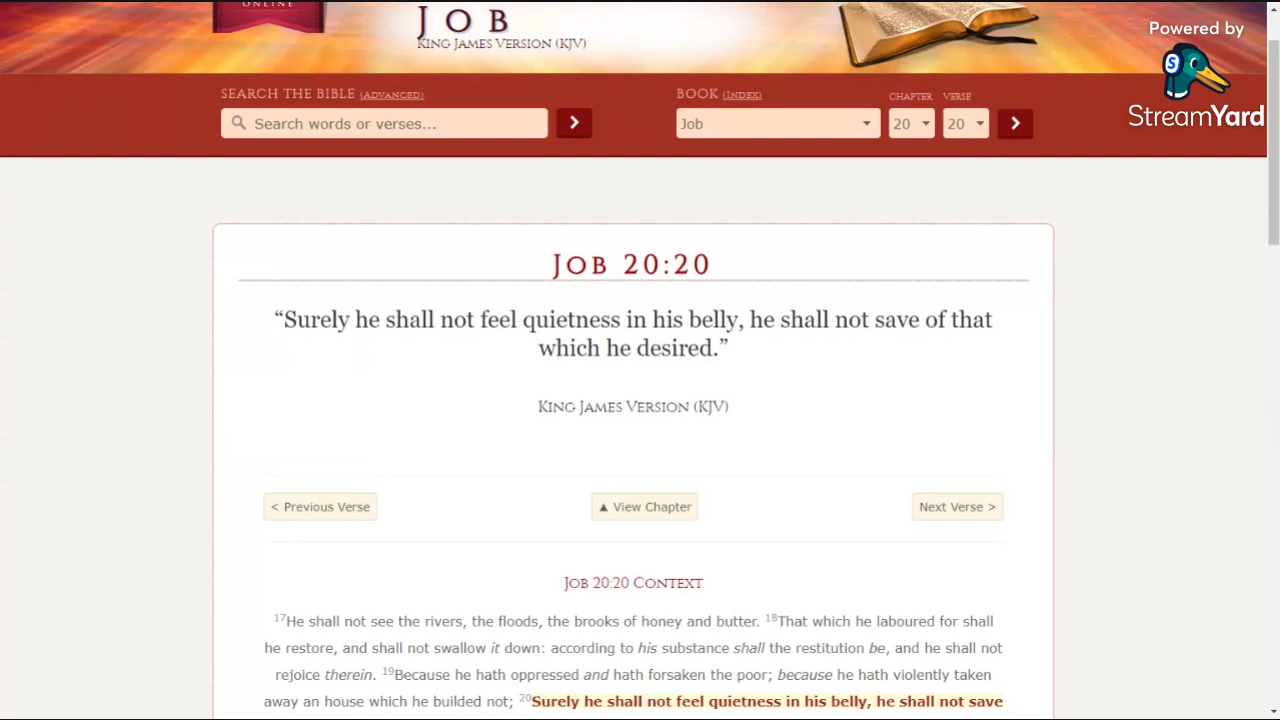 ONLINE
JOB
KING JAMES VERSION (KJV)
Powered by
StreamYard
SEARCH THE BIBLE (ADVANCED)
Search words or verses...
BOOK (INDEX)
Job
CHAPTER
20
VERSE
20
JOB 20:20
“Surely he shall not feel quietness in his belly, he shall not save of that
which he desired.”
KING JAMES VERSION (KJV)
< Previous Verse
▲ View Chapter
Next Verse >
JOB 20:20 CONTEXT
17He shall not see the rivers, the floods, the brooks of honey and butter. 18That which he laboured for shall
he restore, and shall not swallow it down: according to his substance shall the restitution be, and he shall not
rejoice therein. 19Because he hath oppressed and hath forsaken the poor; because he hath violently taken
away an house which he builded not; 20Surely he shall not feel quietness in his belly, he shall not save